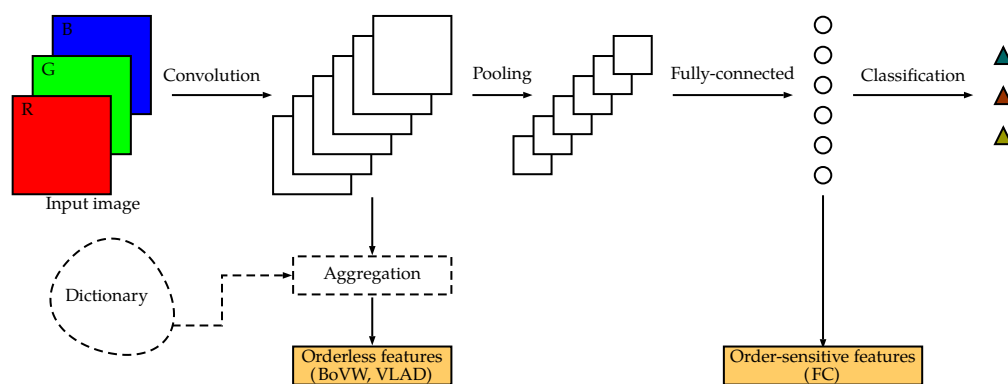 B
G
R
Input image
Convolution
Pooling
Fully-connected
Classification
Dictionary
Aggregation
Orderless features
(BoVW, VLAD)
Order-sensitive features
(FC)